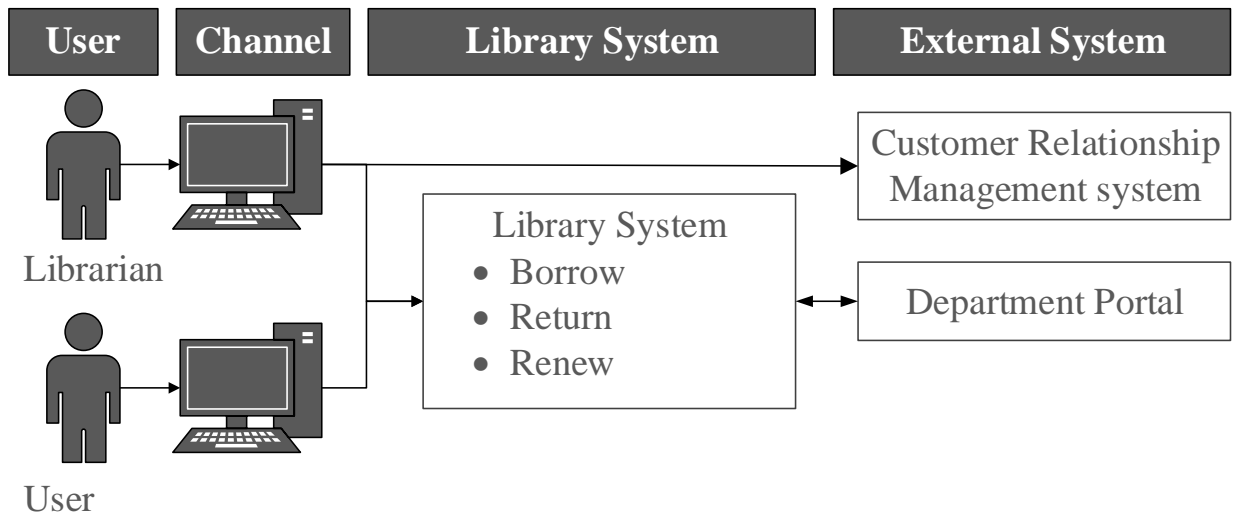 User
Channel
Library System
External System
Customer Relationship
Management system
Librarian
Library System
• Borrow
• Return
• Renew
Department Portal
User